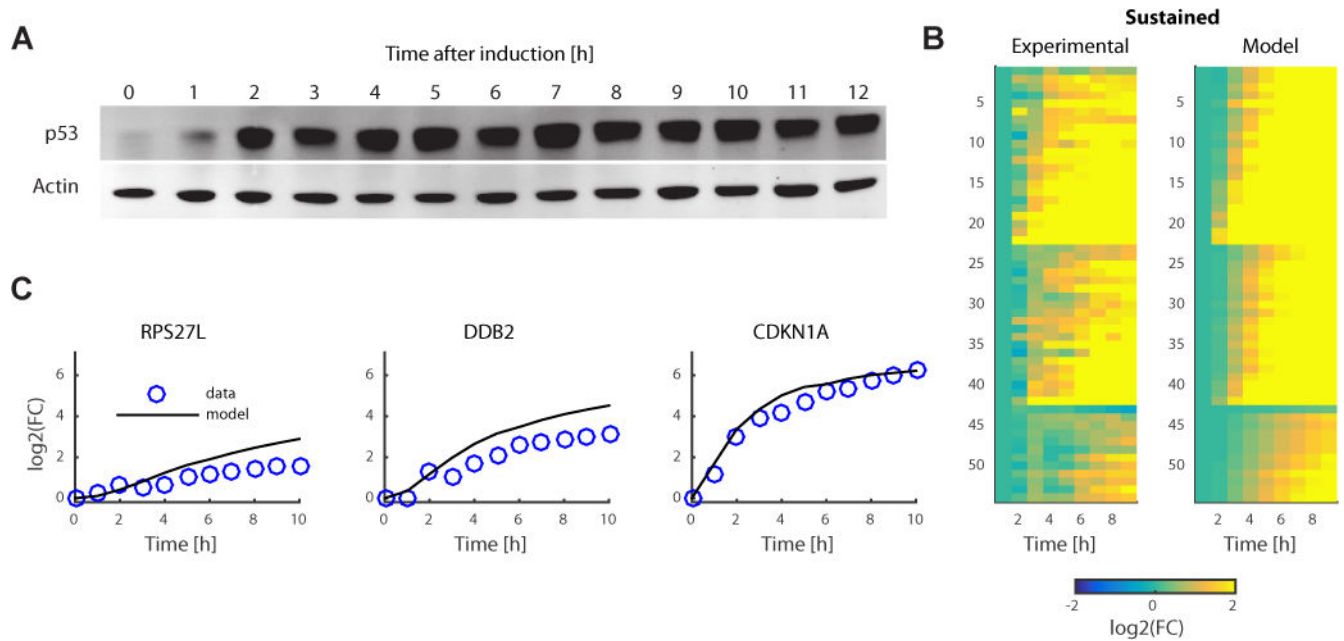 A
Time after induction [h]
0 1 2 3 4 5 6 7 8 9 10 11 12
p53
Actin
B
Sustained
Experimental Model
5 5
10 10
15 15
20 20
25 25
30 30
35 35
40 40
45 45
50 50
2 4 6 8 2 4 6 8
Time [h] Time [h]
-2 0 2
log2(FC)
C
RPS27L DDB2 CDKN1A
data
model
log2(FC)
6 6 6
4 4 4
2 2 2
0 0 0
0 2 4 6 8 10 0 2 4 6 8 10 0 2 4 6 8 10
Time [h] Time [h] Time [h]